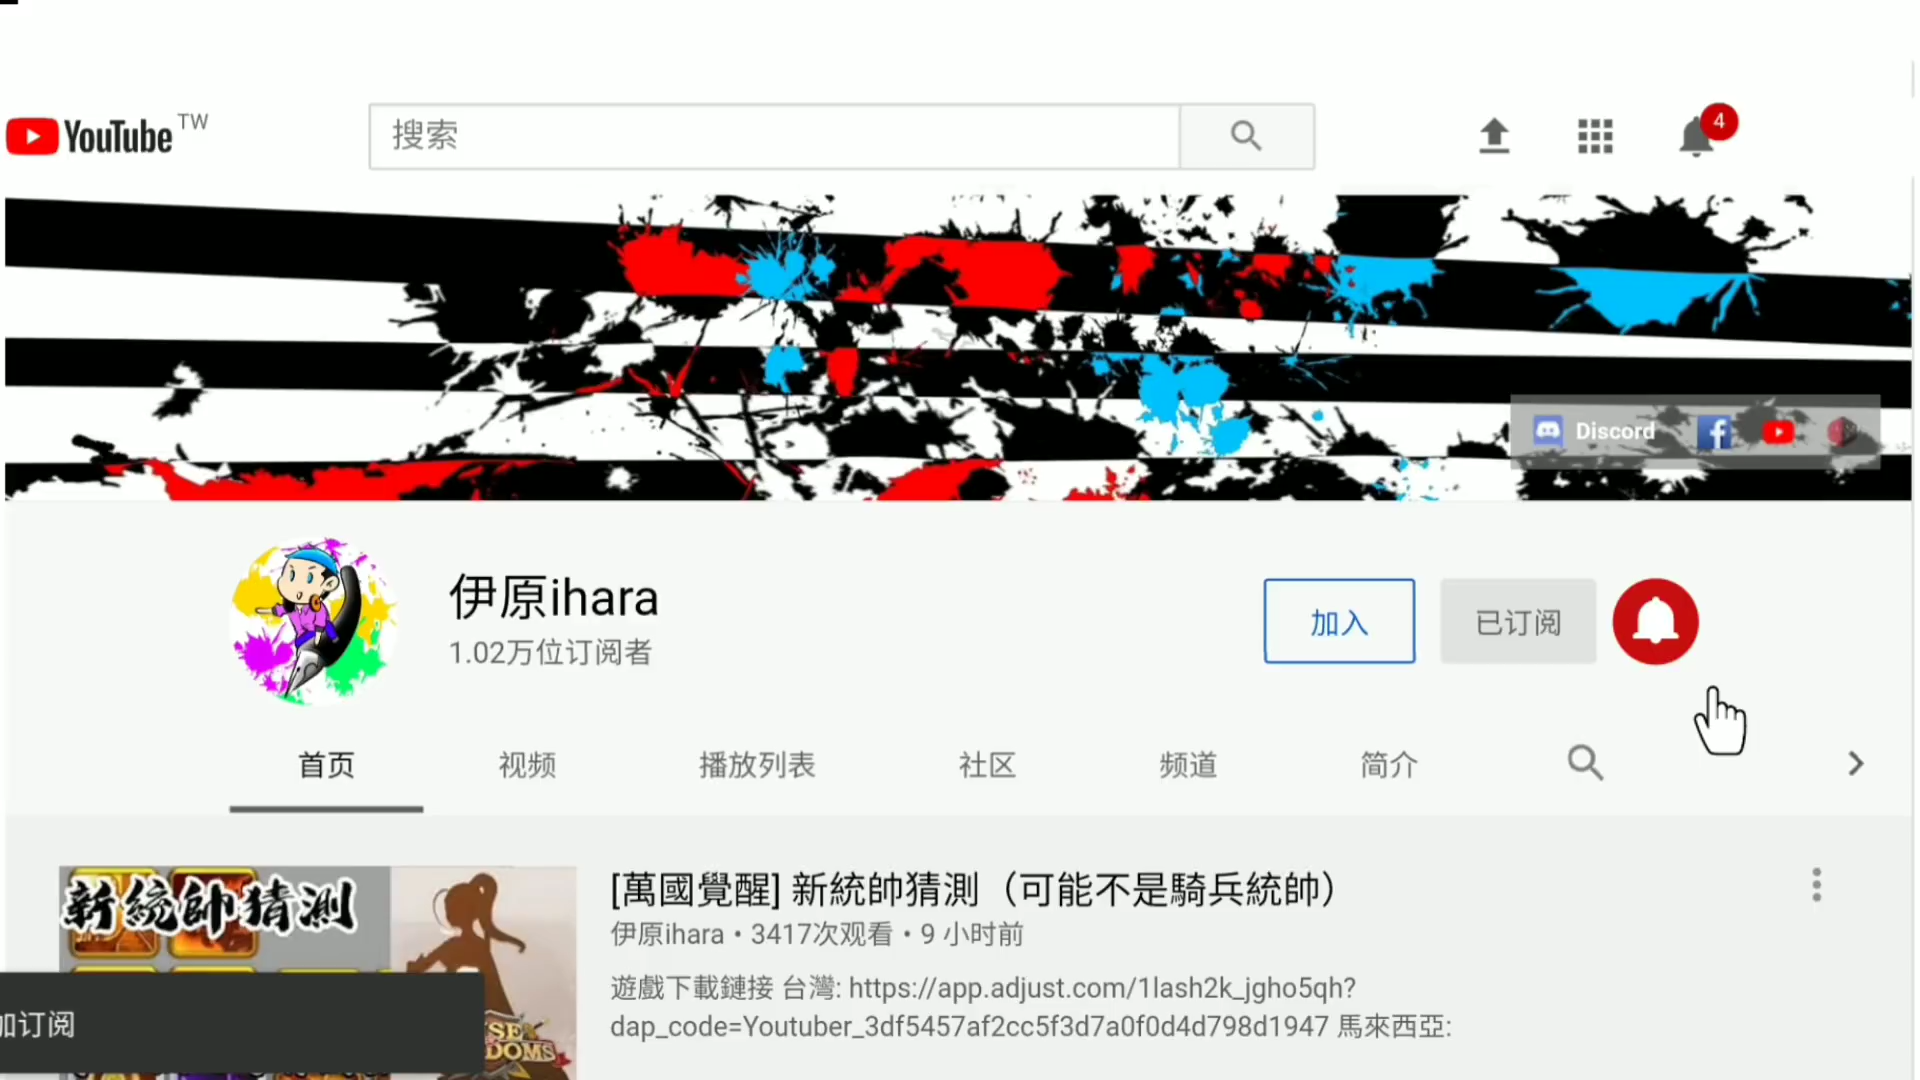 YouTube TW
搜索
4
Discord
伊原ihara
1.02万位订阅者
加入
已订阅
首页
视频
播放列表
社区
频道
简介
新統帥猜測
[萬國覺醒] 新統帥猜測（可能不是騎兵統帥）
伊原ihara • 3417次观看 • 9 小时前
遊戲下載鏈接 台灣: https://app.adjust.com/1lash2k_jgho5qh?
dap_code=Youtuber_3df5457af2cc5f3d7a0f0d4d798d1947 馬來西亞:
加订阅